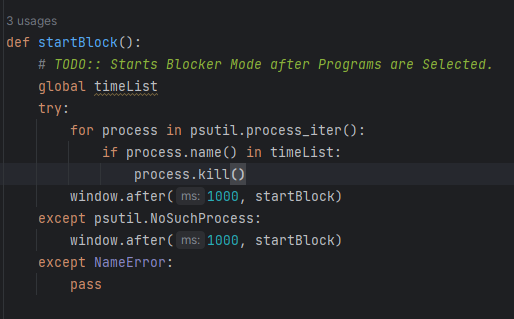 3 usages
def startBlock():
    # TODO:: Starts Blocker Mode after Programs are Selected.
    global timeList
    try:
        for process in psutil.process_iter():
            if process.name() in timeList:
                process.kill()
        window.after(ms: 1000, startBlock)
    except psutil.NoSuchProcess:
        window.after(ms: 1000, startBlock)
    except NameError:
        pass